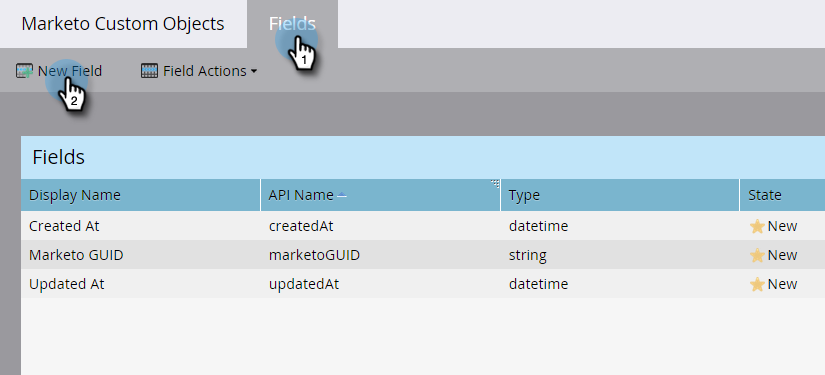 Marketo Custom Objects Fields
1
New Field Field Actions
2
Fields
Display Name API Name Type State
Created At createdAt datetime New
Marketo GUID marketoGUID string New
Updated At updatedAt datetime New